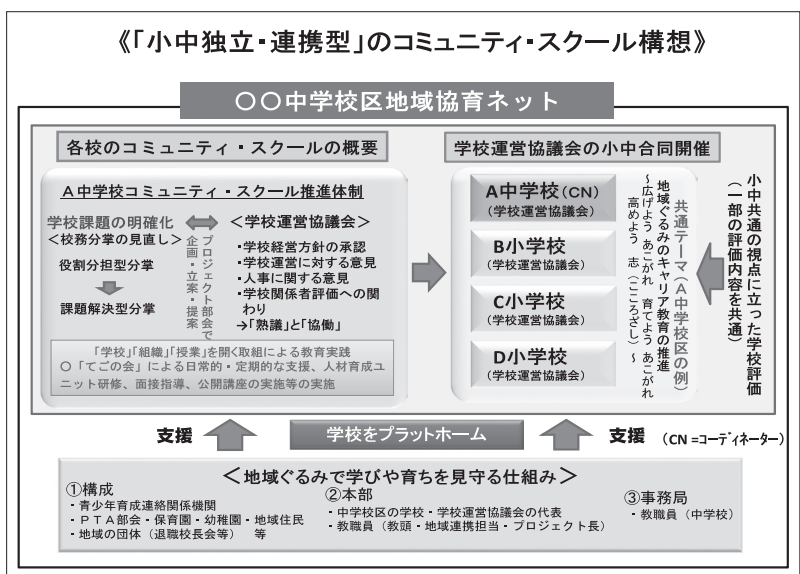 《「小中独立・連携型」のコミュニティ・スクール構想》
○○中学校区地域協育ネット
各校のコミュニティ・スクールの概要
A中学校コミュニティ・スクール推進体制
学校課題の明確化
<校務分掌の見直し>
役割分担型分掌
課題解決型分掌
プロジェクト部会で
企画・立案・提案
<学校運営協議会>
・学校経営方針の承認
・学校運営に対する意見
・人事に関する意見
・学校関係者評価への関
わり
→「熟議」と「協働」
「学校」「組織」「授業」を開く取組による教育実践
○「てごの会」による日常的・定期的な支援、人材育成ユ
ニット研修、面接指導、公開講座の実施等の実施
学校運営協議会の小中合同開催
A中学校(CN)
(学校運営協議会)
B小学校
(学校運営協議会)
C小学校
(学校運営協議会)
D小学校
(学校運営協議会)
共通テーマ(A中学校区の例)
地域ぐるみのキャリア教育の推進
~広げよう あこがれ 育てよう あこがれ
高めよう 志(こころざし)~
小中共通の視点に立った学校評価
(一部の評価内容を共通)
支援
学校をプラットホーム
支援
(CN=コーディネーター)
<地域ぐるみで学びや育ちを見守る仕組み>
①構成
・青少年育成連絡関係機関
・PTA部会・保育園・幼稚園・地域住民
・地域の団体(退職校長会等) 等
②本部
・中学校区の学校・学校運営協議会の代表
・教職員(教頭・地域連携担当・プロジェクト長)
③事務局
・教職員(中学校)